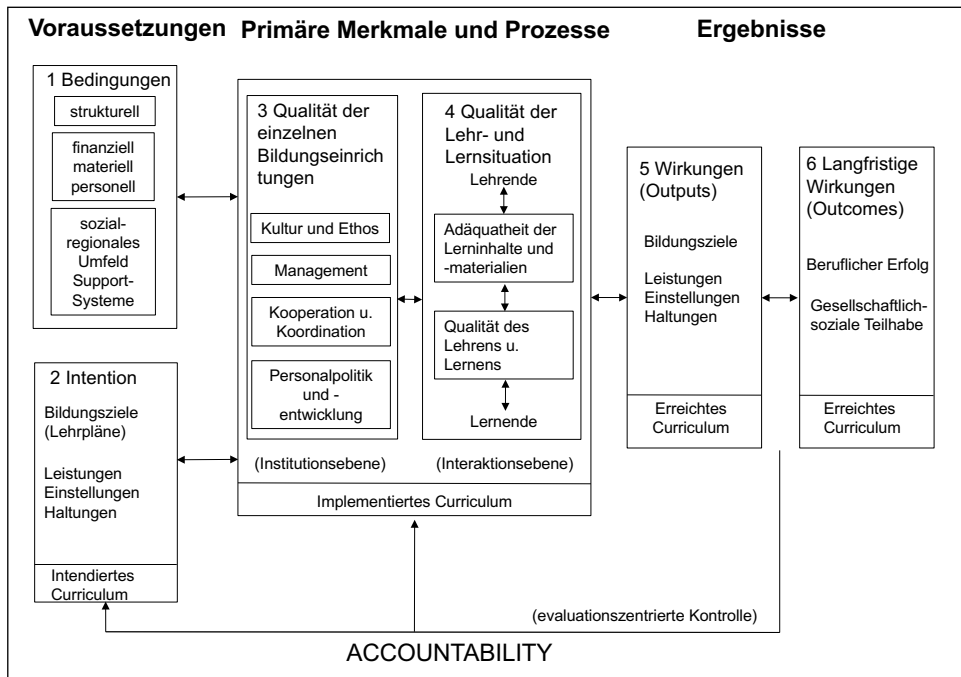 Voraussetzungen
Primäre Merkmale und Prozesse
Ergebnisse
1 Bedingungen
strukturell
finanziell
materiell
personell
sozial-
regionales
Umfeld
Support-
Systeme
2 Intention
Bildungsziele
(Lehrpläne)
Leistungen
Einstellungen
Haltungen
Intendiertes
Curriculum
3 Qualität der
einzelnen
Bildungseinrich
tungen
Kultur und Ethos
Management
Kooperation u.
Koordination
Personalpolitik
und -
entwicklung
(Institutionsebene)
4 Qualität der
Lehr- und
Lernsituation
Lehrende
Adäquatheit der
Lerninhalte und
-materialien
Qualität des
Lehrens u.
Lernens
Lernende
(Interaktionsebene)
Implementiertes Curriculum
5 Wirkungen
(Outputs)
Bildungsziele
Leistungen
Einstellungen
Haltungen
Erreichtes
Curriculum
6 Langfristige
Wirkungen
(Outcomes)
Beruflicher Erfolg
Gesellschaftlich-
soziale Teilhabe
Erreichtes
Curriculum
(evaluationszentrierte Kontrolle)
ACCOUNTABILITY